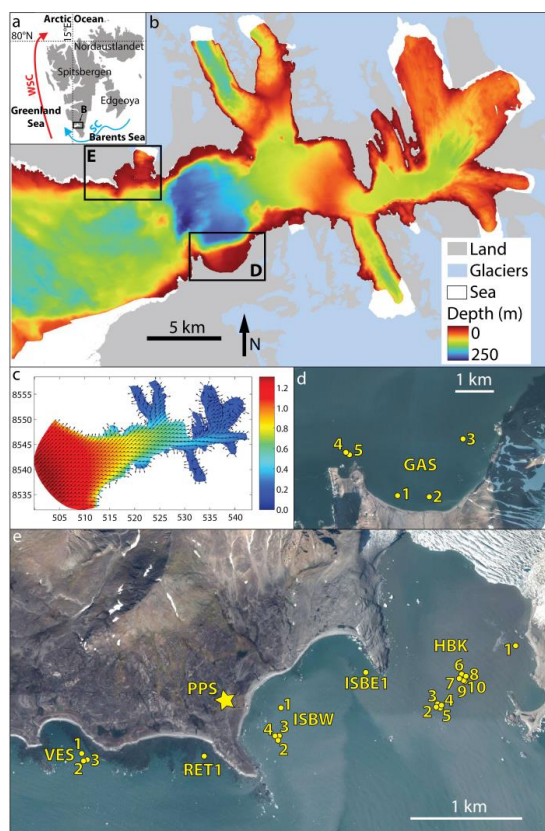 a
Arctic Ocean
80°N
15°E
Nordaustlandet
WSC
Spitsbergen
Edgeoya
Greenland
Sea
B
SC
Barents Sea
b
E
D
5 km
N
Land
Glaciers
Sea
Depth (m)
0
250
c
8555
8550
8545
8540
8535
505 510 515 520 525 530 535 540
1.2
1.0
0.8
0.6
0.4
0.2
0.0
d
1 km
3
4
5
GAS
1
2
e
HBK
1
6
7
8
9
10
3
4
2
5
ISBE1
PPS
1
ISBW
4
3
2
VES
1
2
3
RET1
1 km